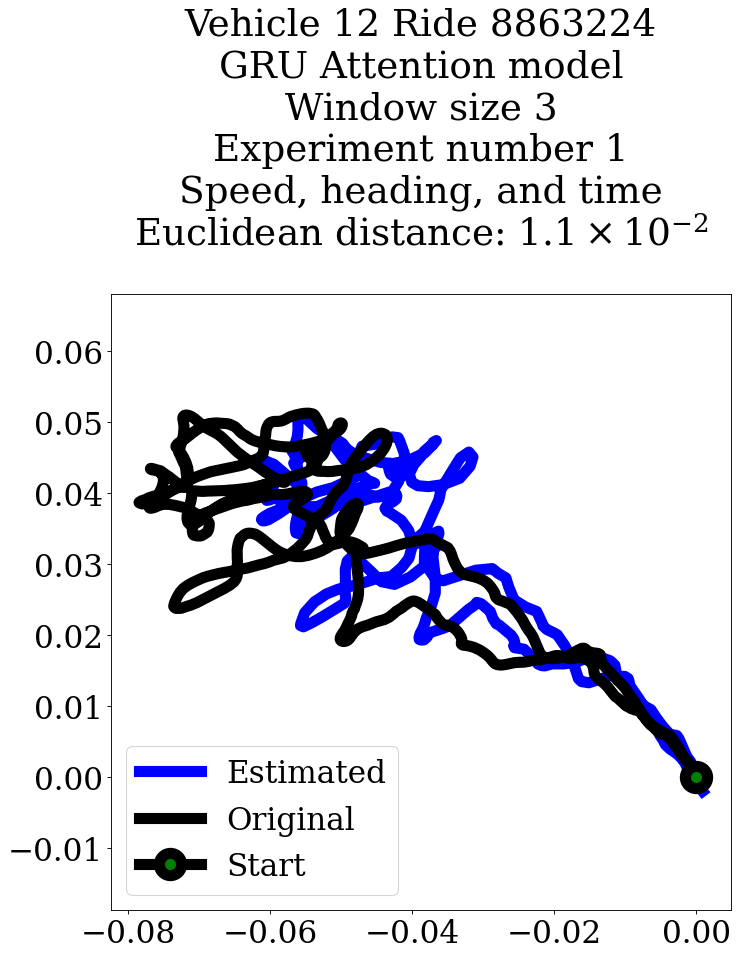 Vehicle 12 Ride 8863224
GRU Attention model
Window size 3
Experiment number 1
Speed, heading, and time
Euclidean distance: 1.1 × 10⁻²
0.06
0.05
0.04
0.03
0.02
0.01
0.00
−0.01
Estimated
Original
Start
−0.08 −0.06 −0.04 −0.02 0.00